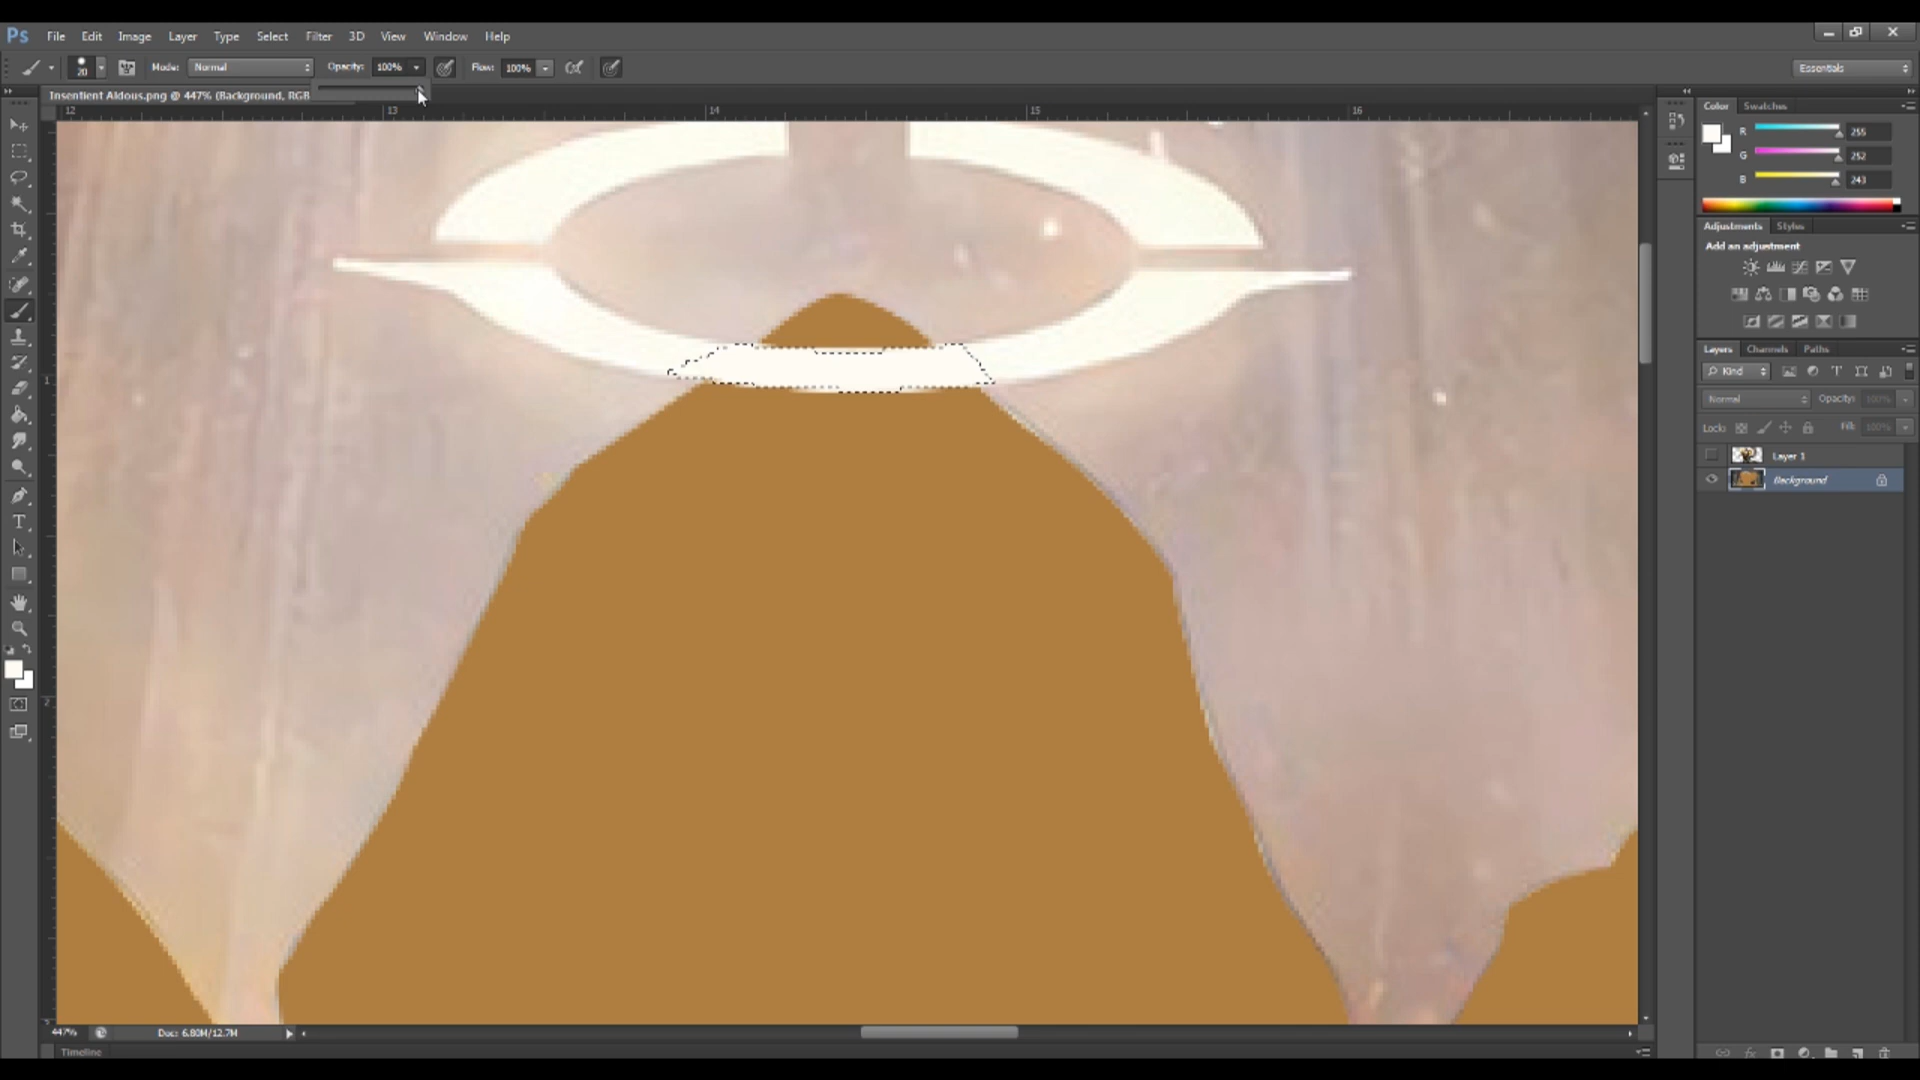 Ps File Edit Image Layer Type Select Filter 3D View Window Help
20 Mode: Normal Opacity: 100% Flow: 100% Essentials
Insentient Aldous.png @ 447% (Background, RGB
12 13 14 15 16
Color Swatches
R 255
G 252
B 243
Adjustments Styles
Add an adjustment
Layers Channels Paths
Kind
Normal Opacity: 100%
Lock: Fill: 100%
Layer 1
Background
1
2
447% Doc: 6.80M/12.7M
Timeline